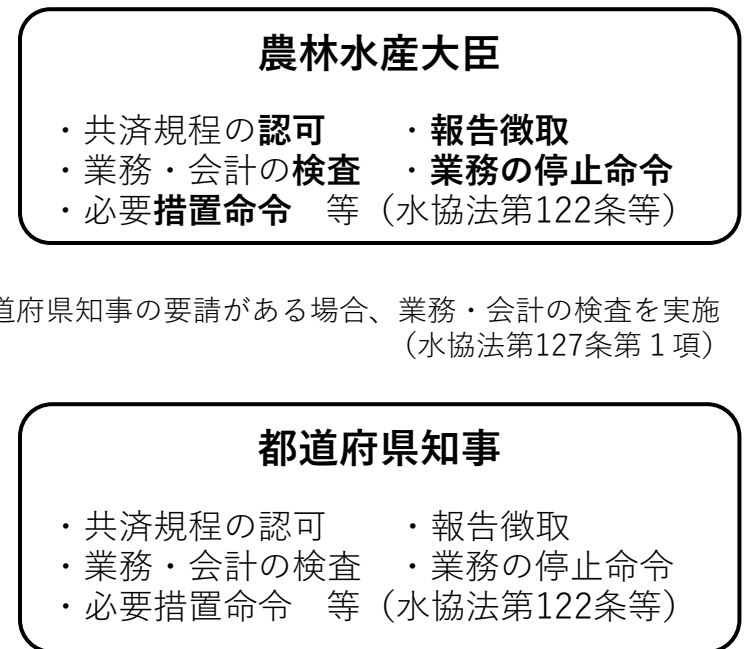 農林水産大臣
・共済規程の認可　　・報告徴取
・業務・会計の検査　・業務の停止命令
・必要措置命令　等（水協法第122条等）
道府県知事の要請がある場合、業務・会計の検査を実施
（水協法第127条第１項）
都道府県知事
・共済規程の認可　　・報告徴取
・業務・会計の検査　・業務の停止命令
・必要措置命令　等（水協法第122条等）